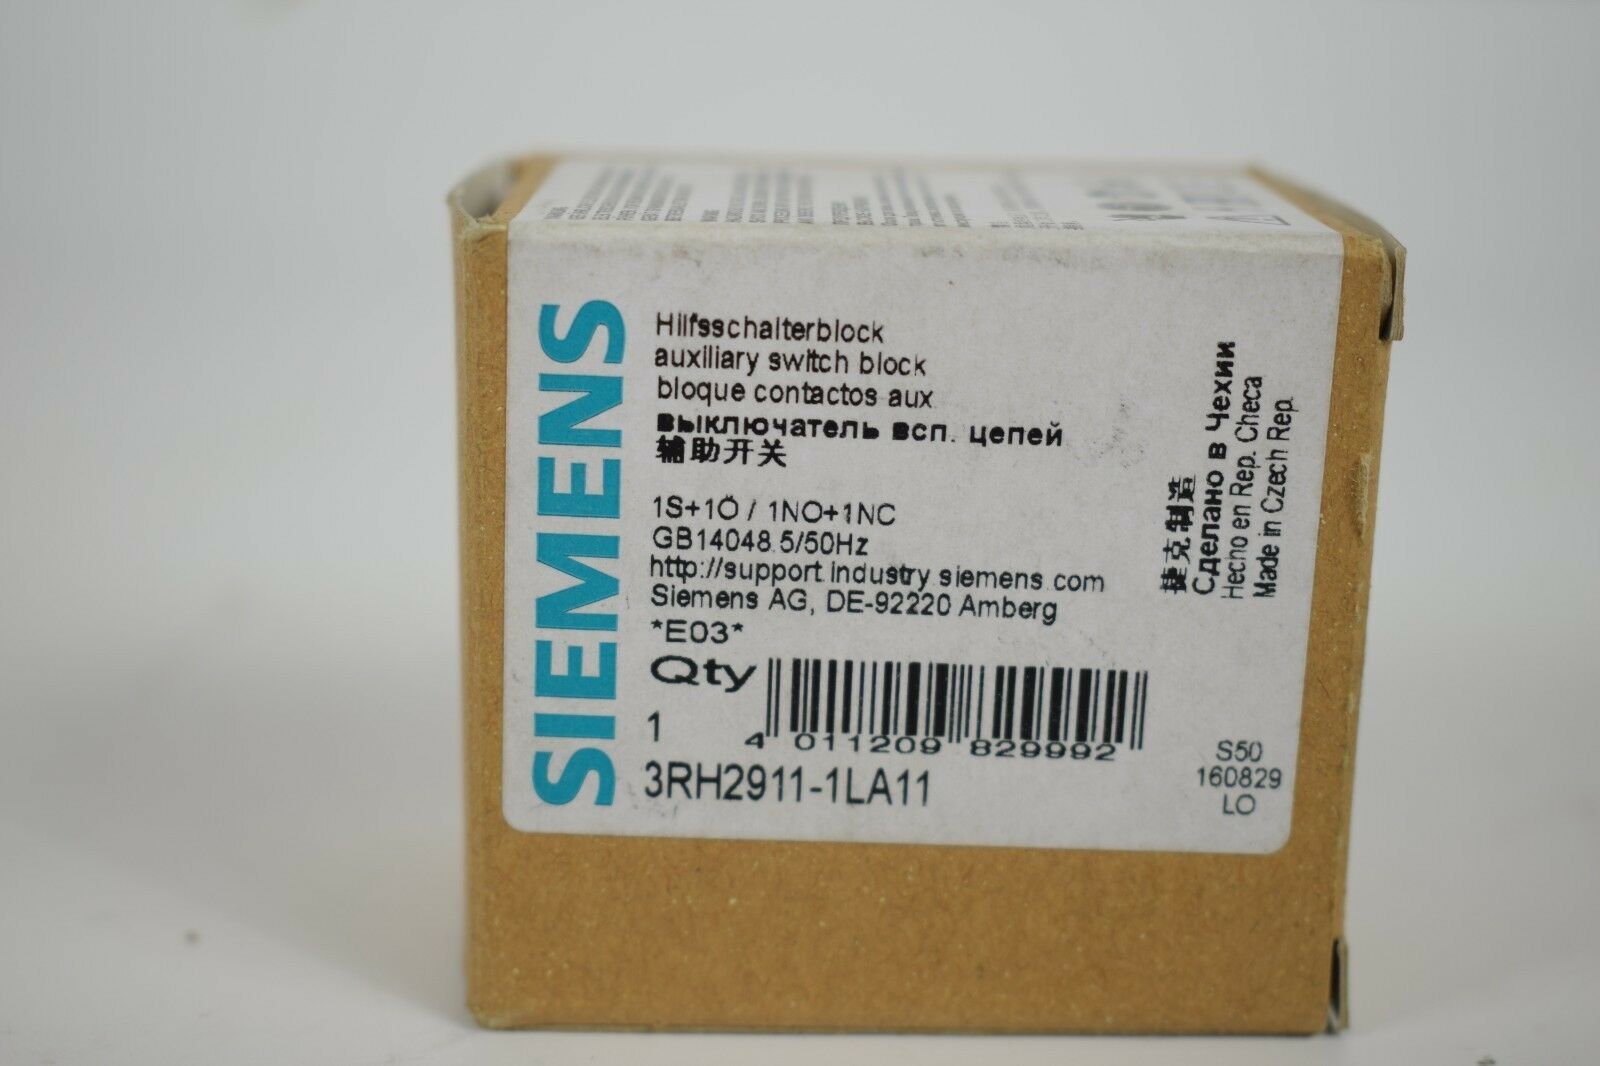 SIEMENS
Hilfsschalterblock
auxiliary switch block
bloque contactos aux
выключатель всп. цепей
辅助开关
1S+1Ö / 1NO+1NC
GB14048.5/50Hz
http://support.industry.siemens.com
Siemens AG, DE-92220 Amberg
*E03*
Qty
1
4 011209 829992
3RH2911-1LA11
捷克制造
Сделано в Чехии
Hecho en Rep. Checa
Made in Czech Rep.
S50
160829
LO